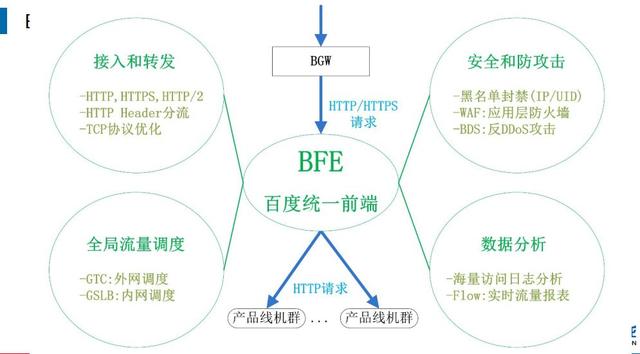 接入和转发
-HTTP,HTTPS,HTTP/2
-HTTP Header分流
-TCP协议优化
BGW
HTTP/HTTPS
请求
安全和防攻击
-黑名单封禁(IP/UID)
-WAF:应用层防火墙
-BDS:反DDoS攻击
BFE
百度统一前端
全局流量调度
-GTC:外网调度
-GSLB:内网调度
HTTP请求
产品线机群 ... 产品线机群
数据分析
-海量访问日志分析
-Flow:实时流量报表